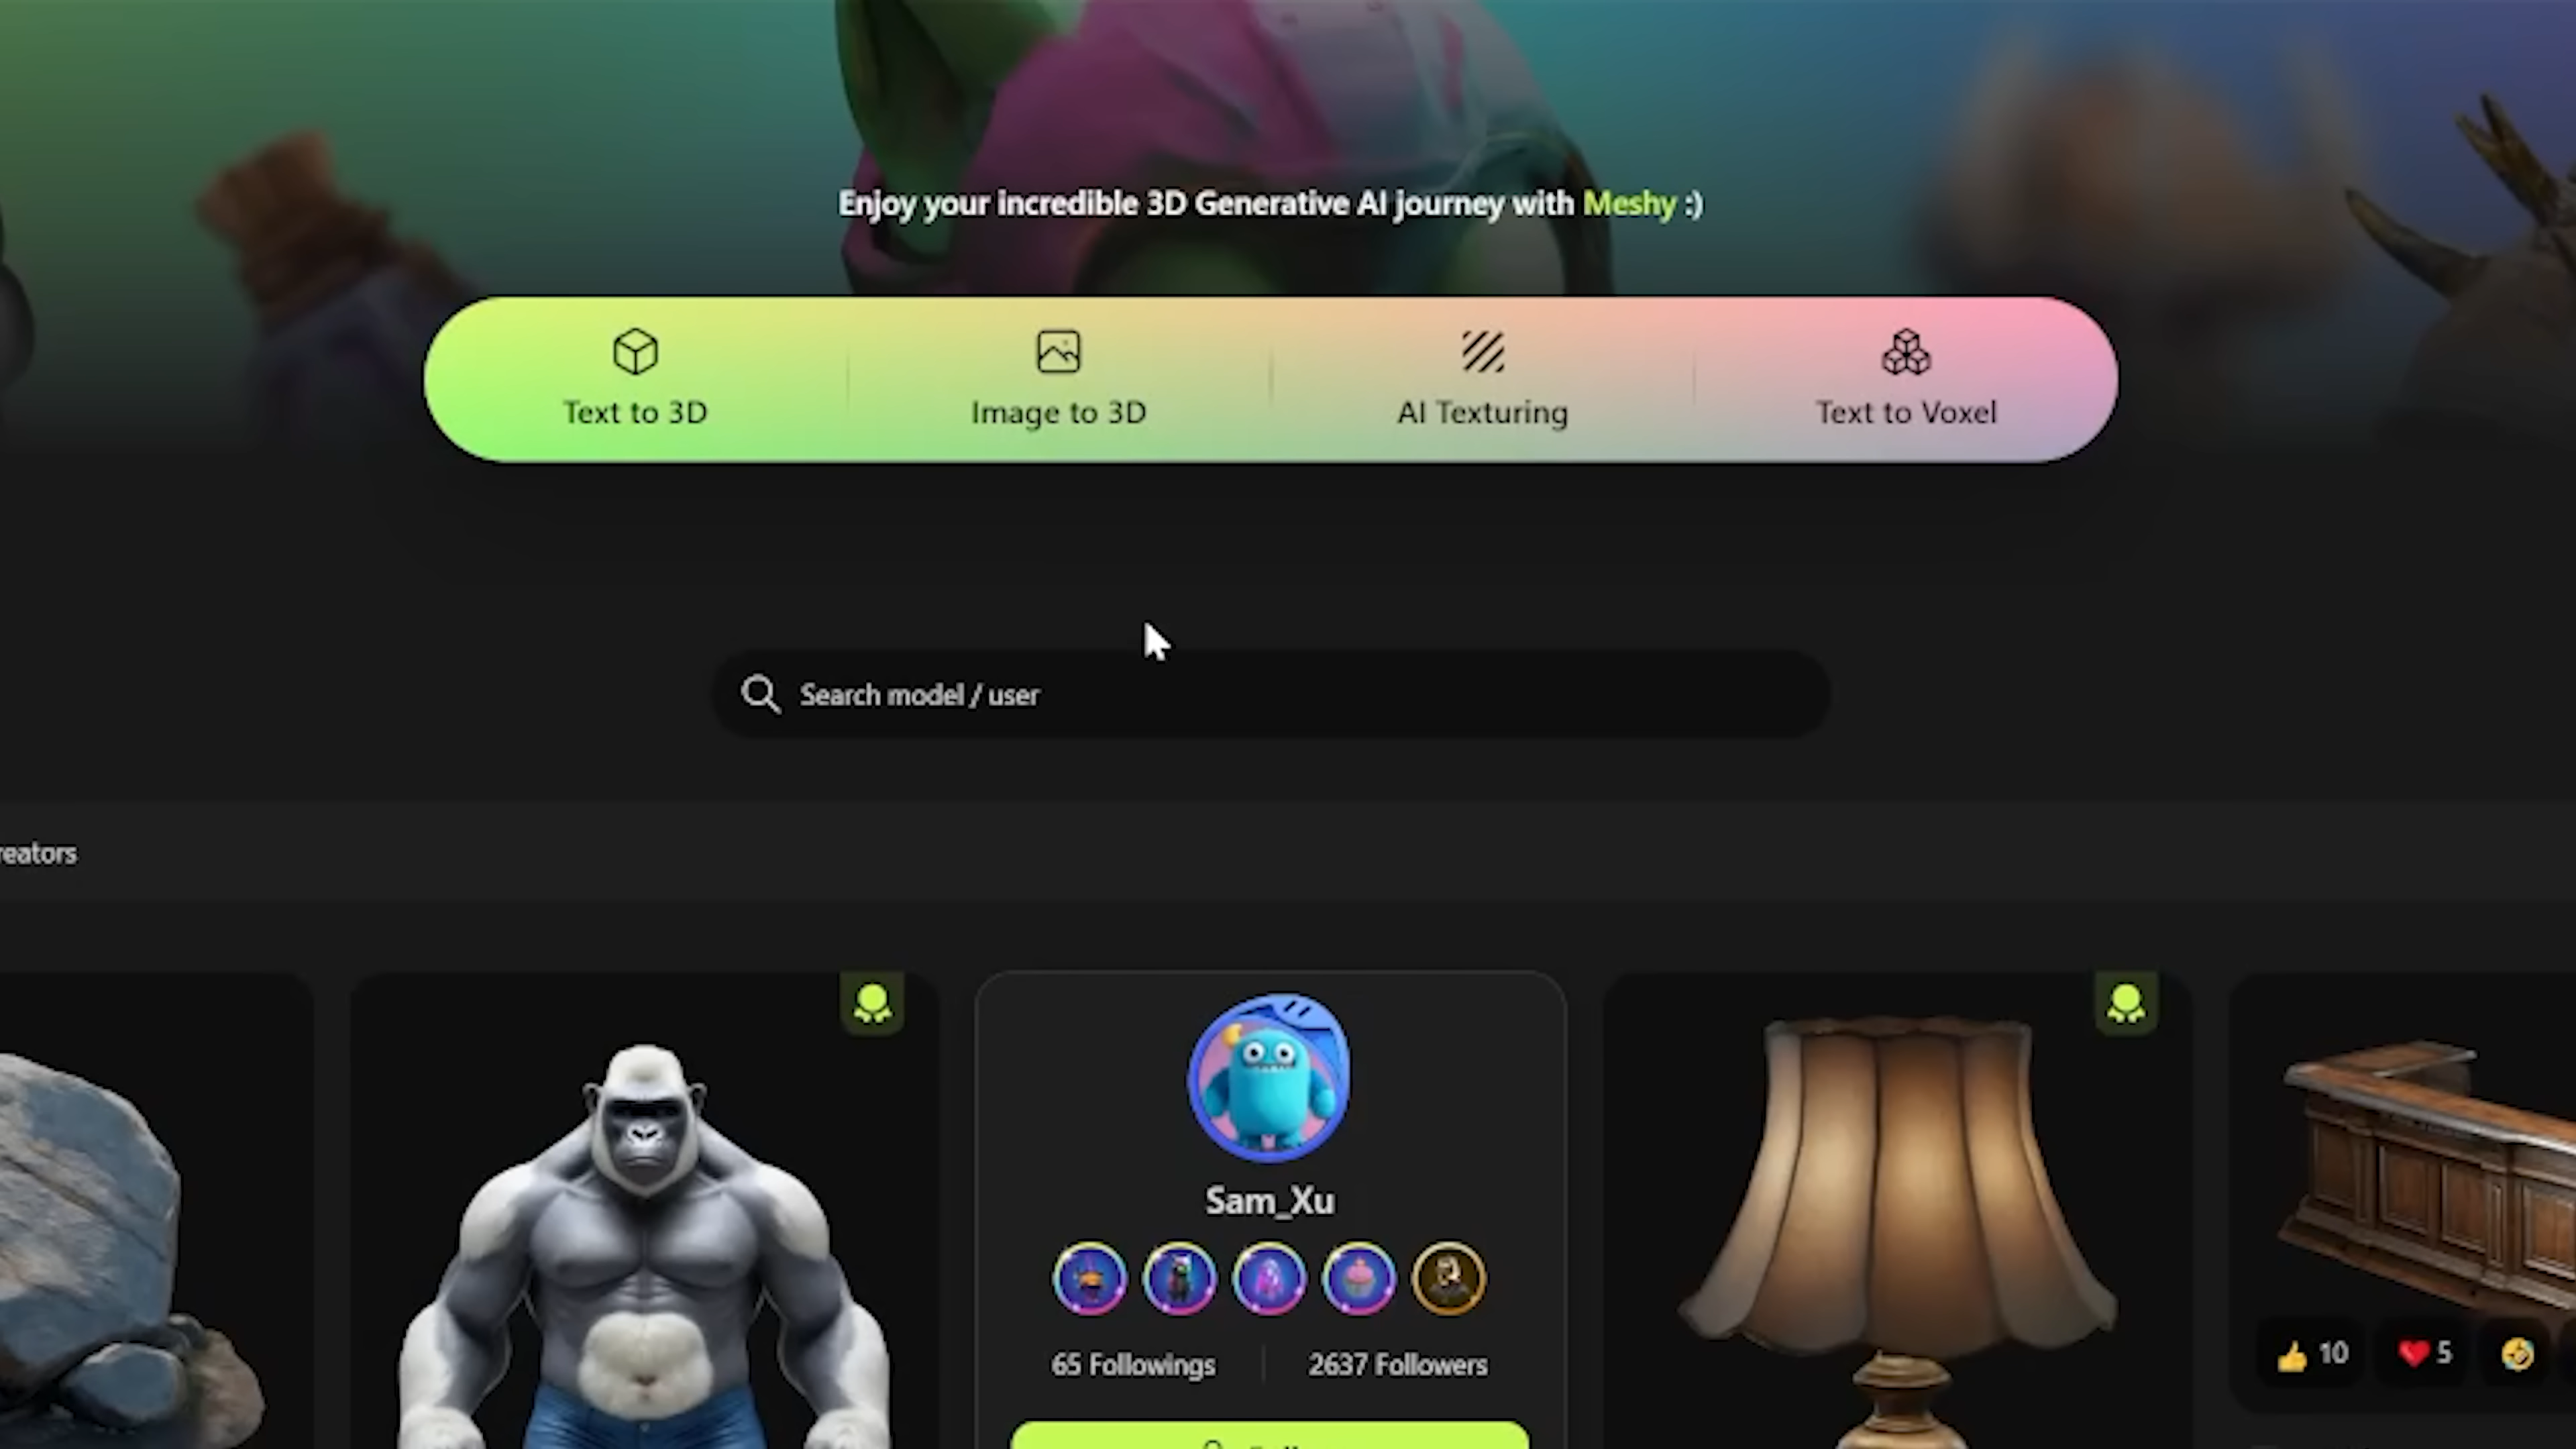 Enjoy your incredible 3D Generative AI journey with Meshy :)
Text to 3D
Image to 3D
AI Texturing
Text to Voxel
Search model / user
reators
Sam_Xu
65 Followings
2637 Followers
10
5